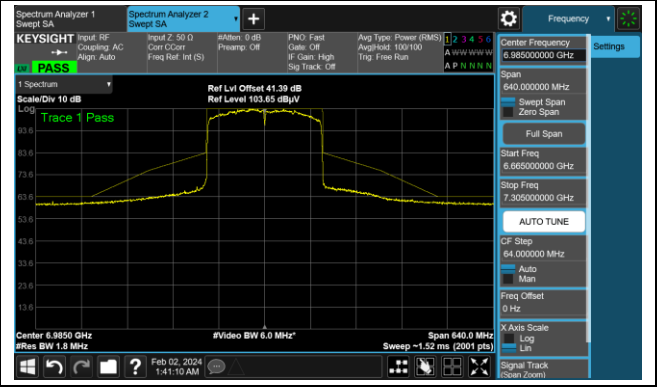 Spectrum Analyzer 1
Swept SA
Spectrum Analyzer 2
Swept SA
+
Frequency
KEYSIGHT
Input: RF
Coupling: AC
Align: Auto
Input Z: 50 Ω
Corr CCorr
Freq Ref: Int (S)
#Atten: 0 dB
Preamp: Off
PNO: Fast
Gate: Off
IF Gain: High
Sig Track: Off
Avg Type: Power (RMS)
Avg|Hold: 100/100
Trig: Free Run
1 2 3 4 5 6
A W W W W W
A P N N N N
PASS
1 Spectrum
Scale/Div 10 dB
Ref Lvl Offset 41.39 dB
Ref Level 103.65 dBµV
Log
Trace 1 Pass
93.6
83.6
73.6
63.6
53.6
43.6
33.6
23.6
13.6
Center 6.9850 GHz
#Video BW 6.0 MHz*
Span 640.0 MHz
#Res BW 1.8 MHz
Sweep ~1.52 ms (2001 pts)
Feb 02, 2024
1:41:10 AM
Center Frequency
6.985000000 GHz
Settings
Span
640.000000 MHz
Swept Span
Zero Span
Full Span
Start Freq
6.665000000 GHz
Stop Freq
7.305000000 GHz
AUTO TUNE
CF Step
64.000000 MHz
Auto
Man
Freq Offset
0 Hz
X Axis Scale
Log
Lin
Signal Track
(Span Zoom)